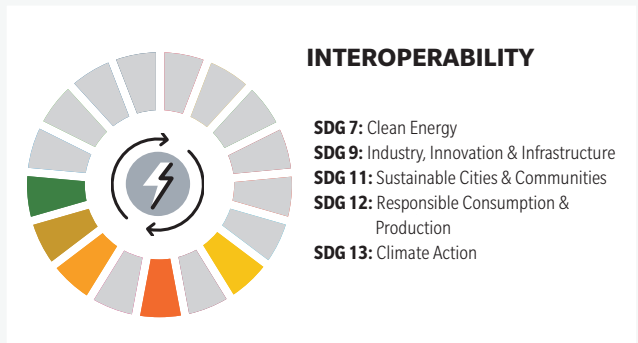 INTEROPERABILITY
SDG 7: Clean Energy
SDG 9: Industry, Innovation & Infrastructure
SDG 11: Sustainable Cities & Communities
SDG 12: Responsible Consumption &
Production
SDG 13: Climate Action